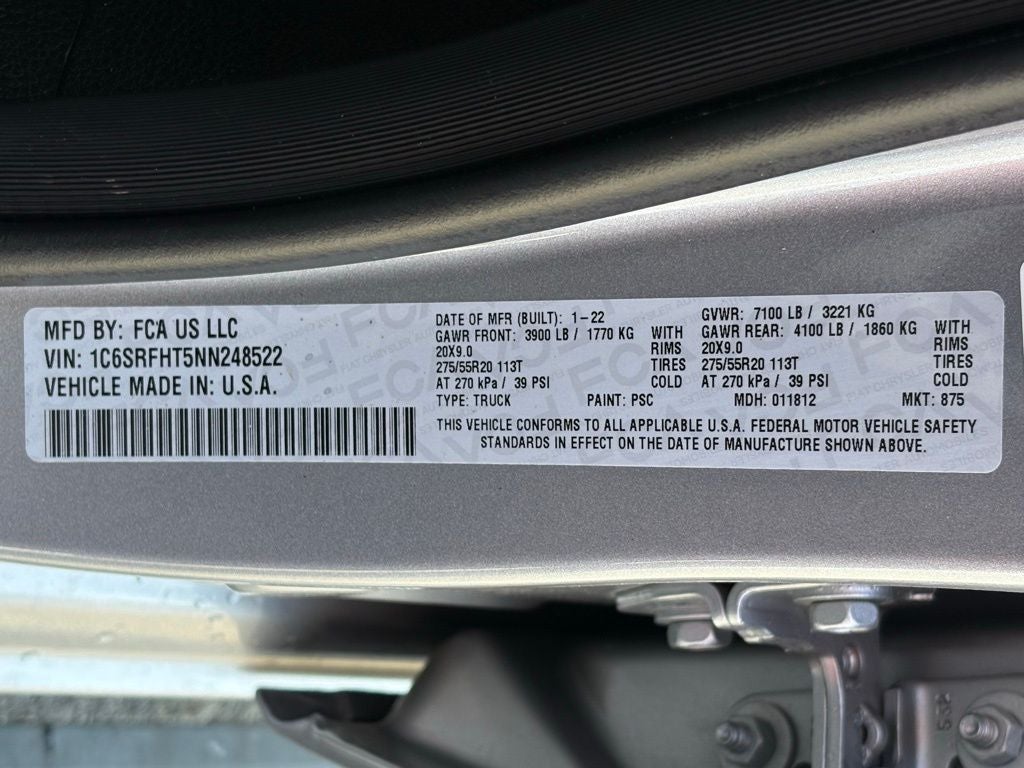 MFD BY: FCA US LLC
VIN: 1C6SRFHT5NN248522
VEHICLE MADE IN: U.S.A.
DATE OF MFR (BUILT): 1-22 GVWR: 7100 LB / 3221 KG
GAWR FRONT: 3900 LB / 1770 KG WITH GAWR REAR: 4100 LB / 1860 KG WITH
20X9.0 RIMS 20X9.0 RIMS
275/55R20 113T TIRES 275/55R20 113T TIRES
AT 270 kPa / 39 PSI COLD AT 270 kPa / 39 PSI COLD
TYPE: TRUCK PAINT: PSC MDH: 011812 MKT: 875
THIS VEHICLE CONFORMS TO ALL APPLICABLE U.S.A. FEDERAL MOTOR VEHICLE SAFETY
STANDARDS IN EFFECT ON THE DATE OF MANUFACTURE SHOWN ABOVE.